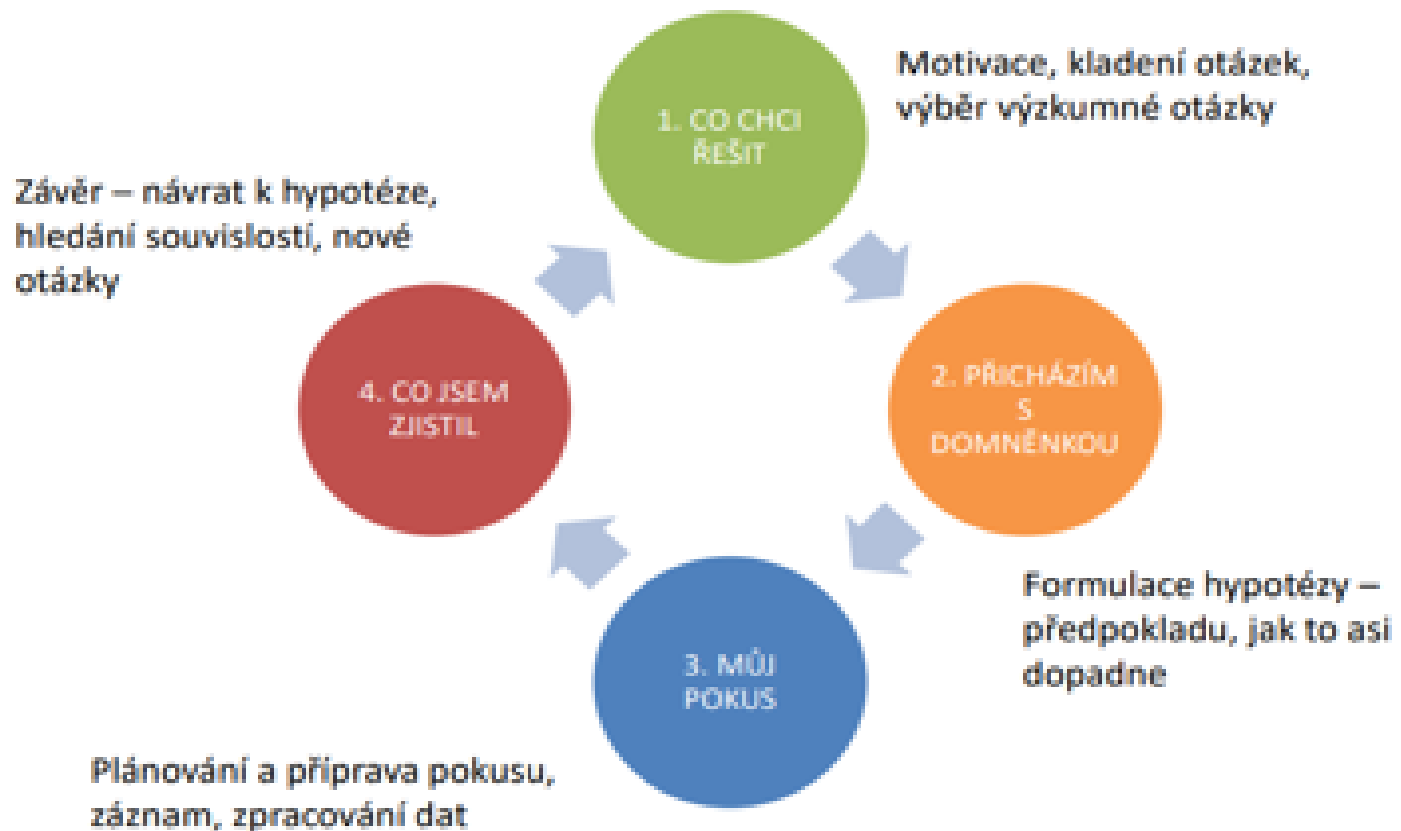 1. CO CHCI
ŘEŠIT
Motivace, kladení otázek,
výběr výzkumné otázky
2. PŘICHÁZÍM
S
DOMNĚNKOU
Formulace hypotézy –
předpokladu, jak to asi
dopadne
3. MŮJ
POKUS
Plánování a příprava pokusu,
záznam, zpracování dat
4. CO JSEM
ZJISTIL
Závěr – návrat k hypotéze,
hledání souvislostí, nové
otázky